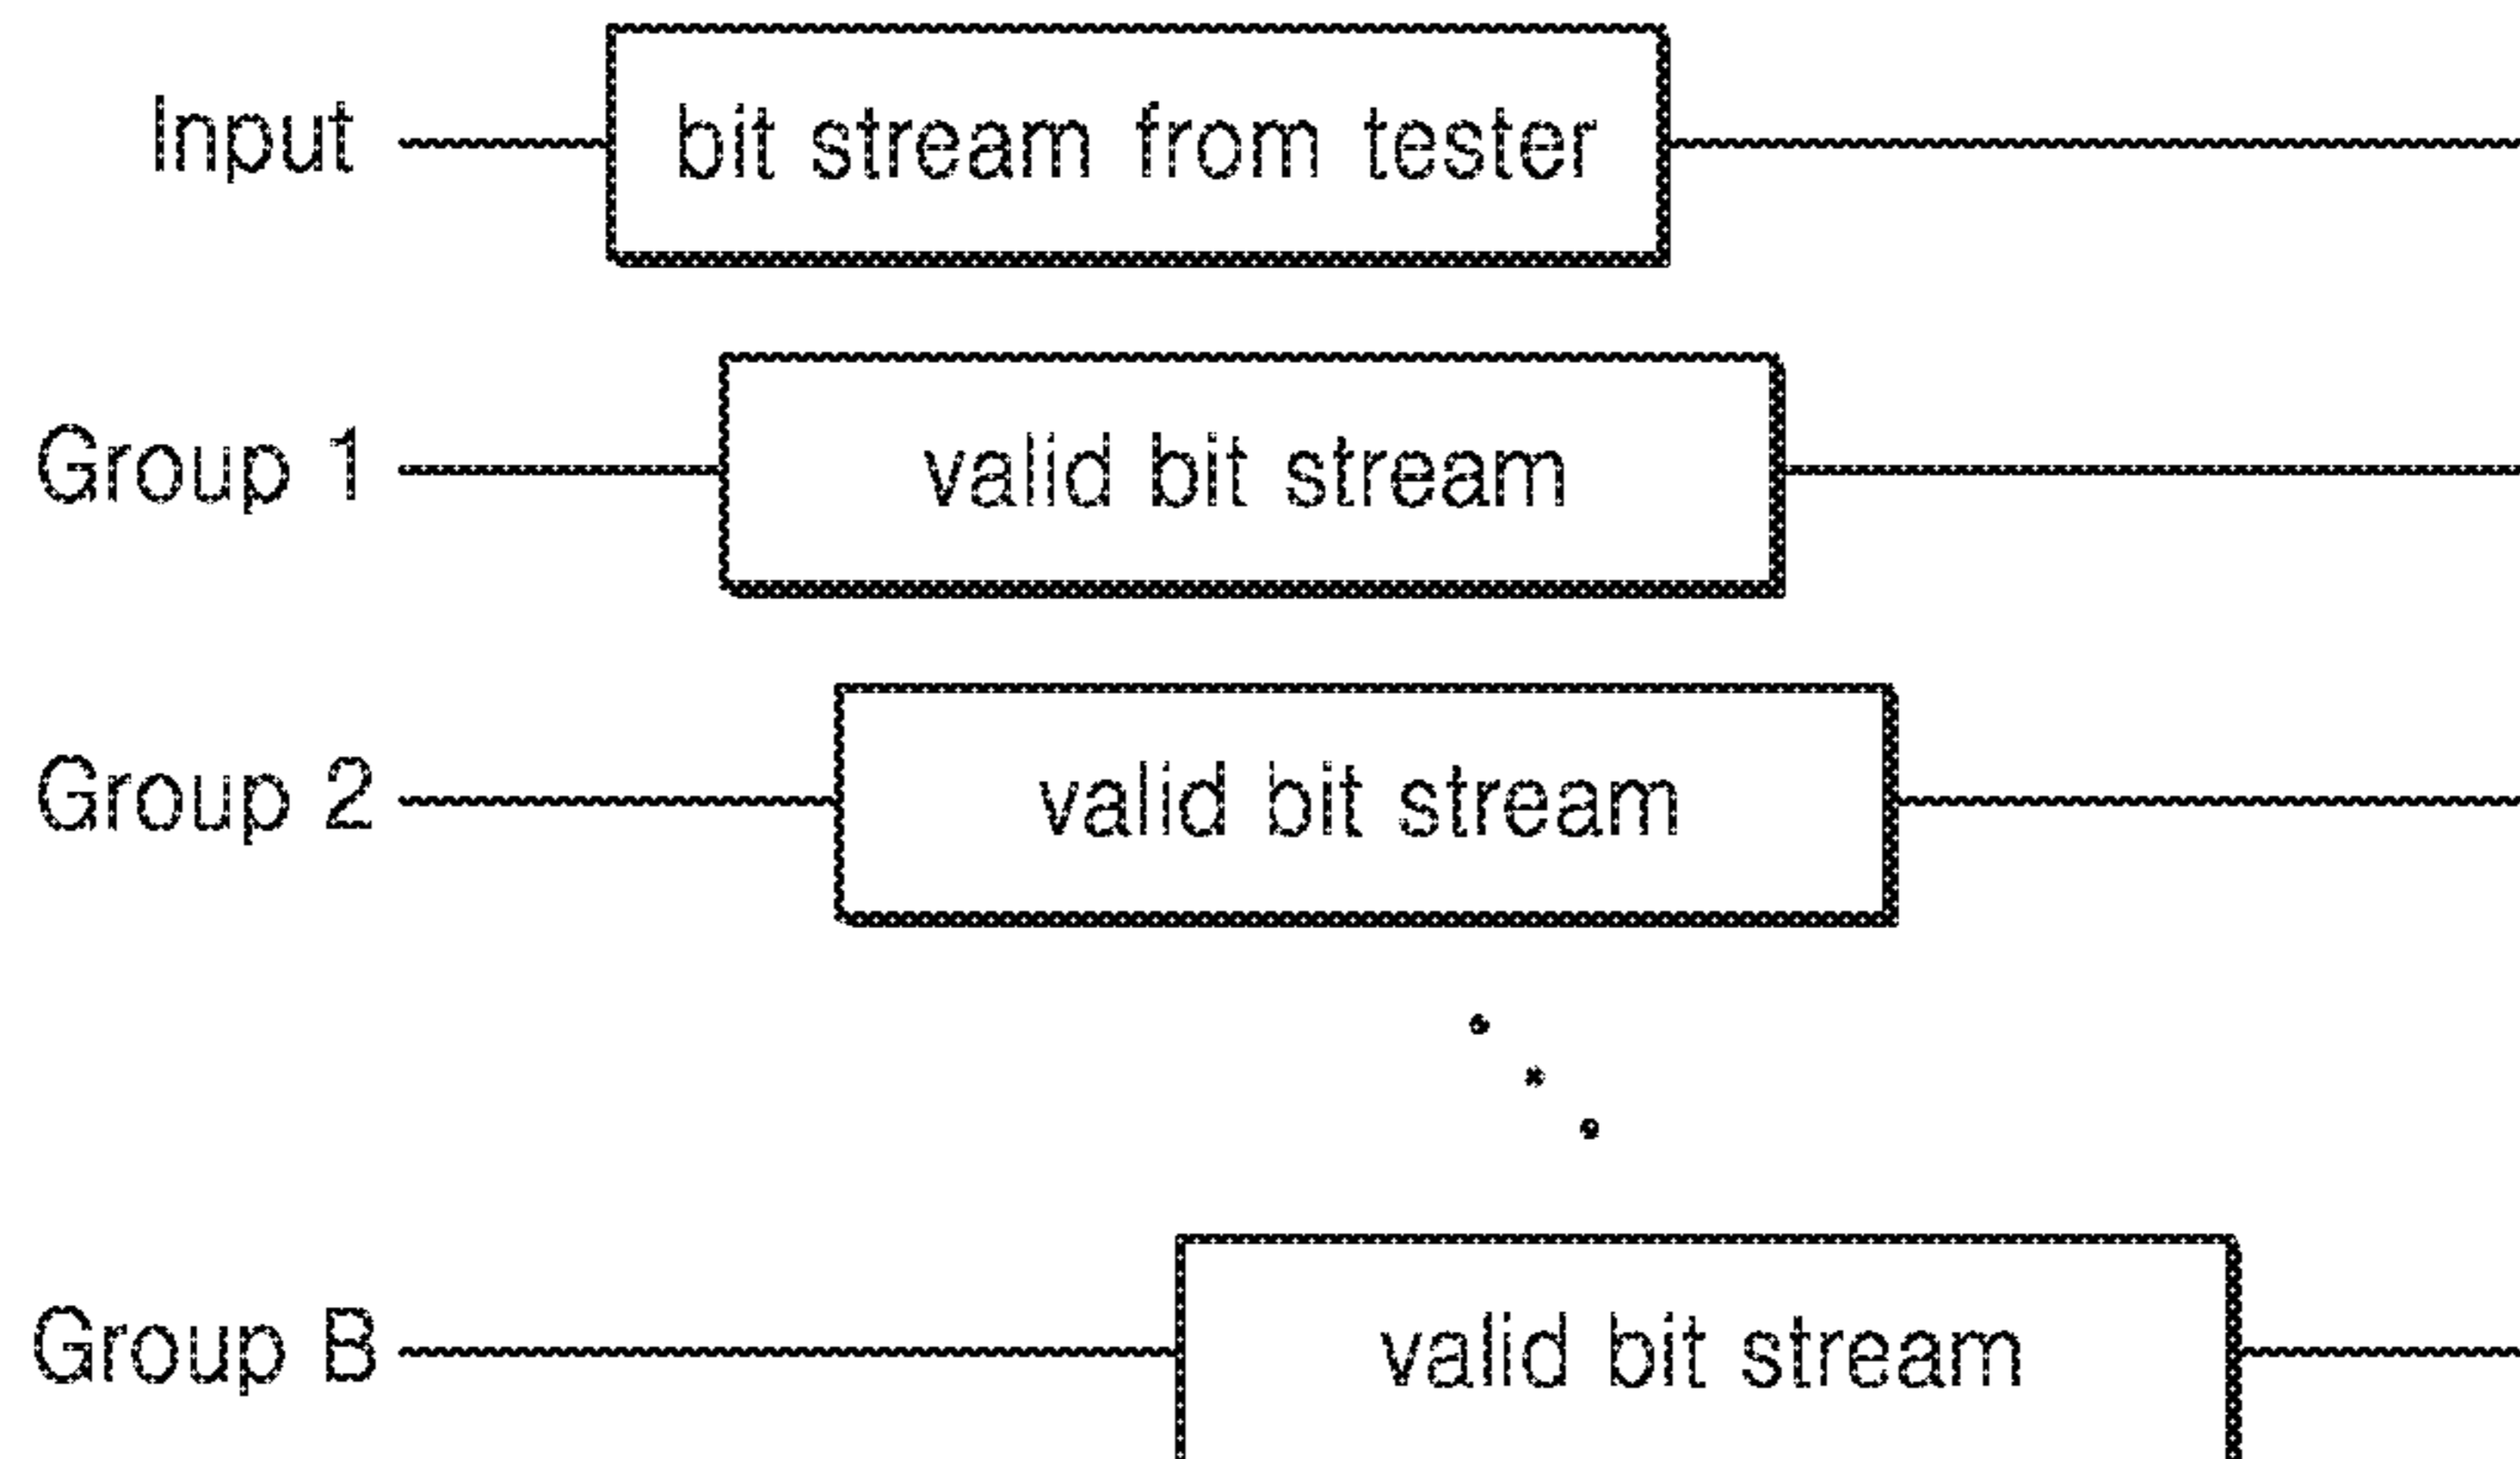 Input bit stream from tester
Group 1 valid bit stream
Group 2 valid bit stream
Group B valid bit stream